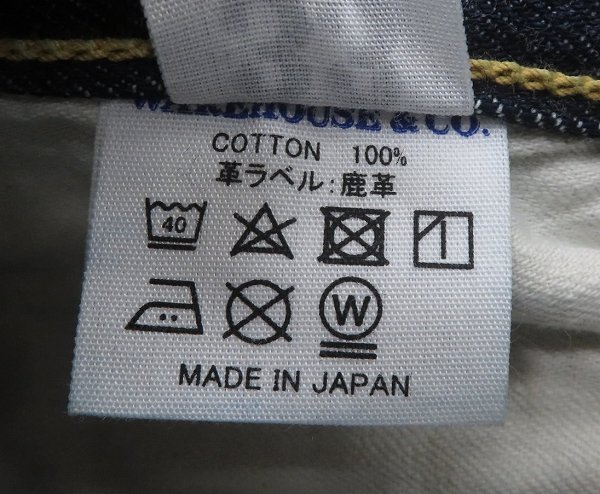 WAREHOUSE & CO.
COTTON 100%
革ラベル:鹿革
40
W
MADE IN JAPAN